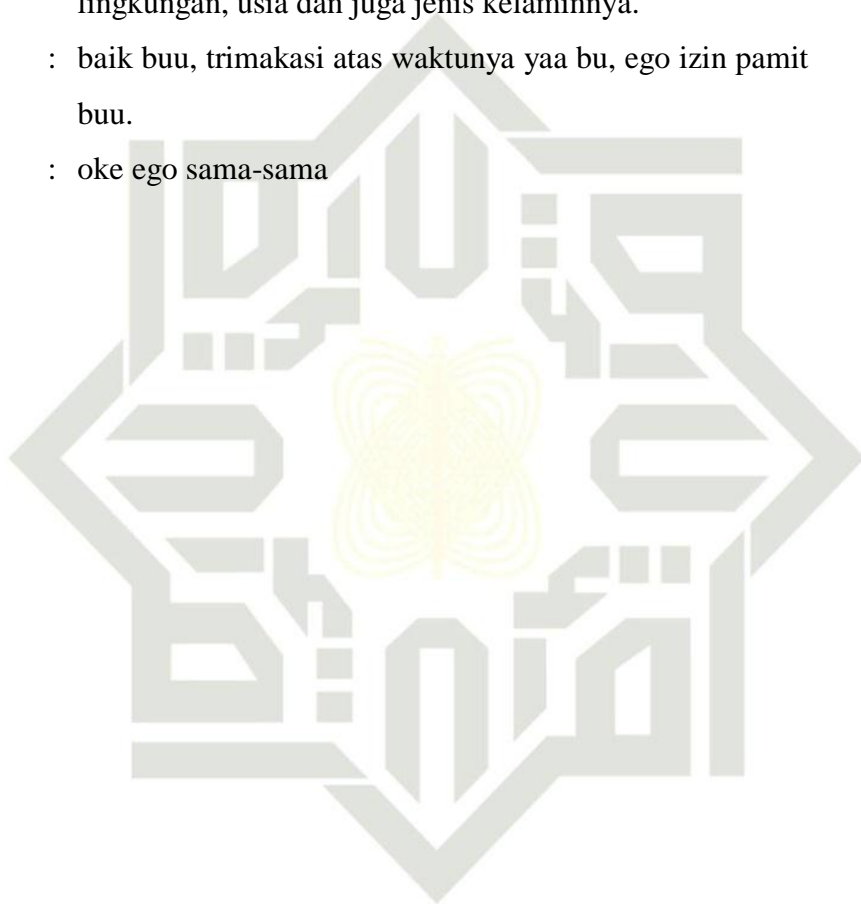 lingkungan, usia dan juga jenis kelaminnya.
: baik buu, trimakasi atas waktunya yaa bu, ego izin pamit
buu.
: oke ego sama-sama